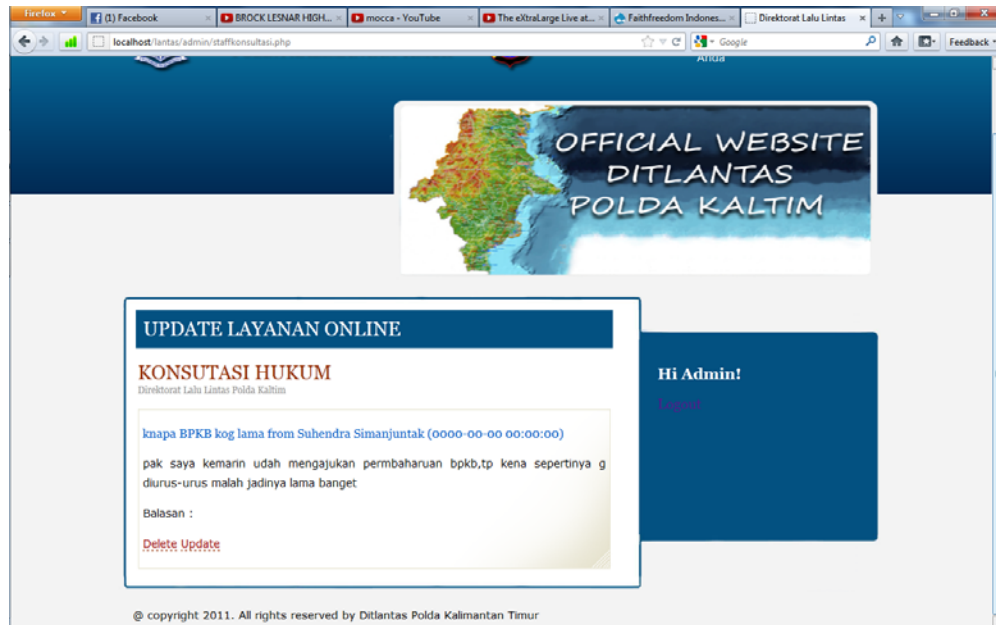 Firefox
(1) Facebook
BROCK LESNAR HIGH...
mocca - YouTube
The eXtraLarge Live at...
Faithfreedom Indones...
Direktorat Lalu Lintas
localhost/lantas/admin/staffkonsultasi.php
Google
Feedback
Anda
OFFICIAL WEBSITE
DITLANTAS
POLDA KALTIM
UPDATE LAYANAN ONLINE
KONSUTASI HUKUM
Direktorat Lalu Lintas Polda Kaltim
knapa BPKB kog lama from Suhendra Simanjuntak (0000-00-00 00:00:00)
pak saya kemarin udah mengajukan permbaharuan bpkb,tp kena sepertinya g
diurus-urus malah jadinya lama banget
Balasan :
Delete Update
Hi Admin!
Logout
@ copyright 2011. All rights reserved by Ditlantas Polda Kalimantan Timur